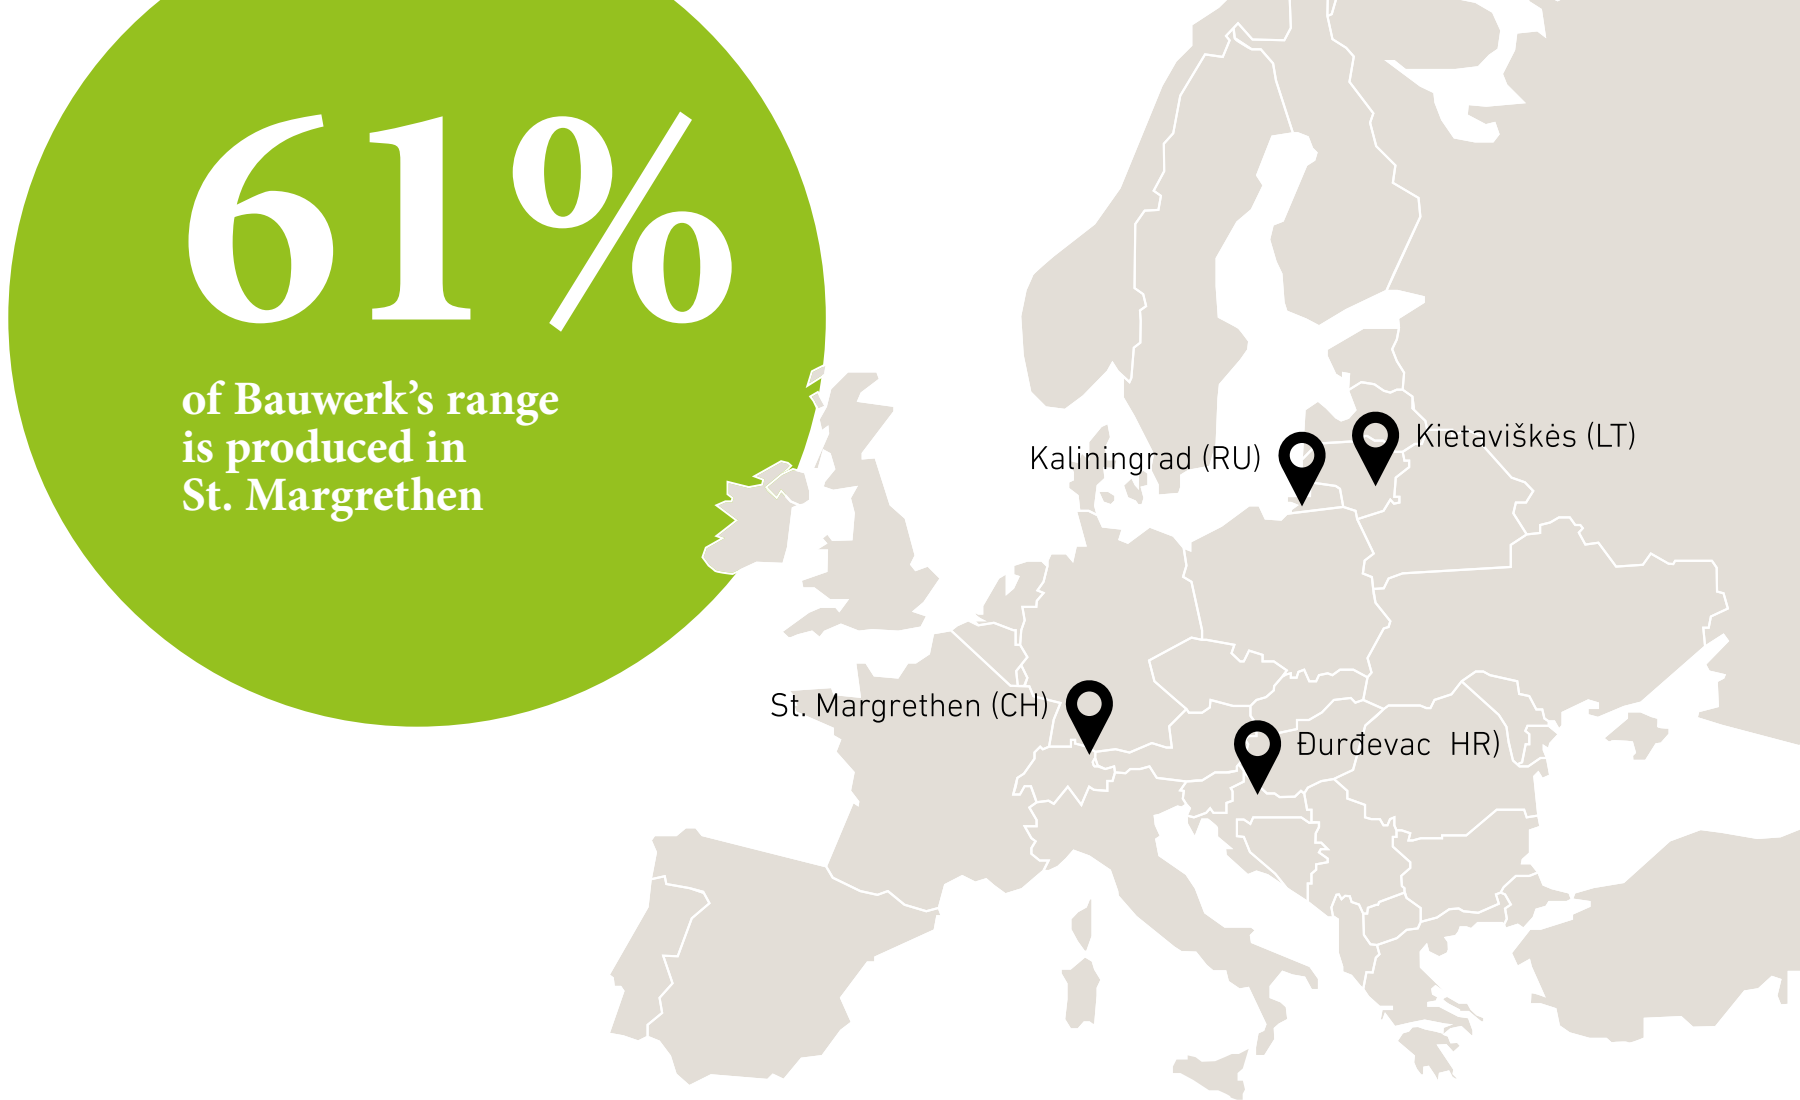 61%
of Bauwerk’s range
is produced in
St. Margrethen
Kietaviškės (LT)
Kaliningrad (RU)
St. Margrethen (CH)
Đurđevac  HR)